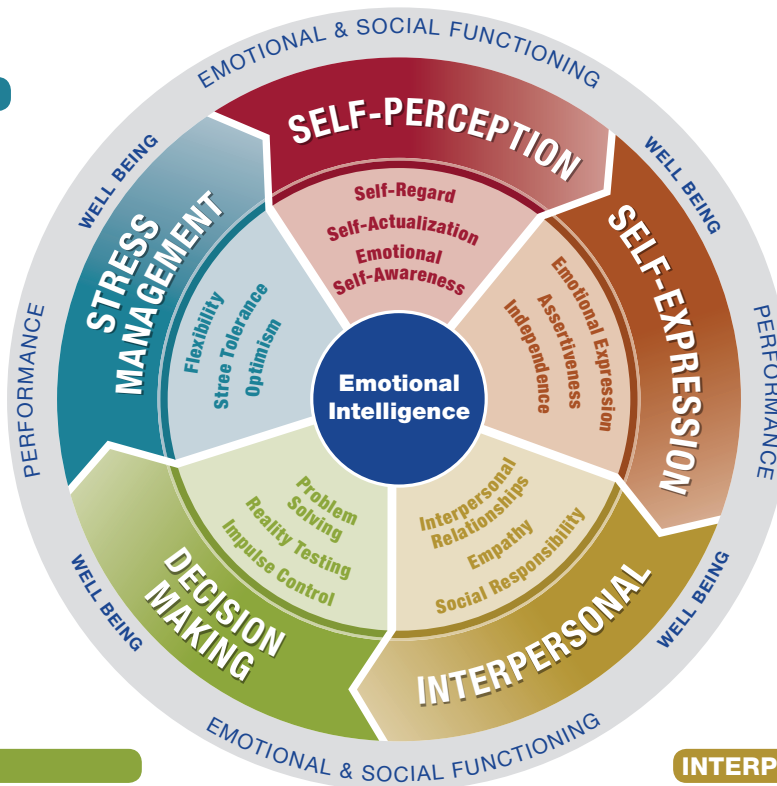 EMOTIONAL & SOCIAL FUNCTIONING
WELL BEING
PERFORMANCE
WELL BEING
EMOTIONAL & SOCIAL FUNCTIONING
WELL BEING
PERFORMANCE
WELL BEING
SELF-PERCEPTION
Self-Regard
Self-Actualization
Emotional
Self-Awareness
SELF-EXPRESSION
Emotional Expression
Assertiveness
Independence
INTERPERSONAL
Interpersonal
Relationships
Empathy
Social Responsibility
DECISION
MAKING
Problem
Solving
Reality Testing
Impulse Control
STRESS
MANAGEMENT
Flexibility
Stree Tolerance
Optimism
Emotional
Intelligence
INTERP